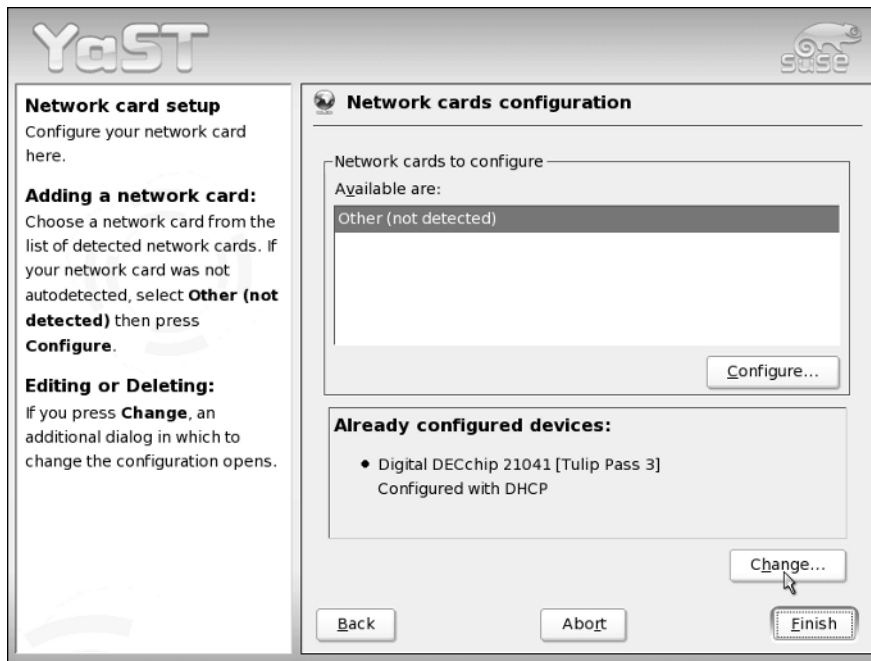 YaST
suse
Network card setup
Configure your network card
here.
Adding a network card:
Choose a network card from the
list of detected network cards. If
your network card was not
autodetected, select Other (not
detected) then press
Configure.
Editing or Deleting:
If you press Change, an
additional dialog in which to
change the configuration opens.
Network cards configuration
Network cards to configure
Available are:
Other (not detected)
Configure...
Already configured devices:
• Digital DECchip 21041 [Tulip Pass 3]
Configured with DHCP
Change...
Back
Abort
Finish